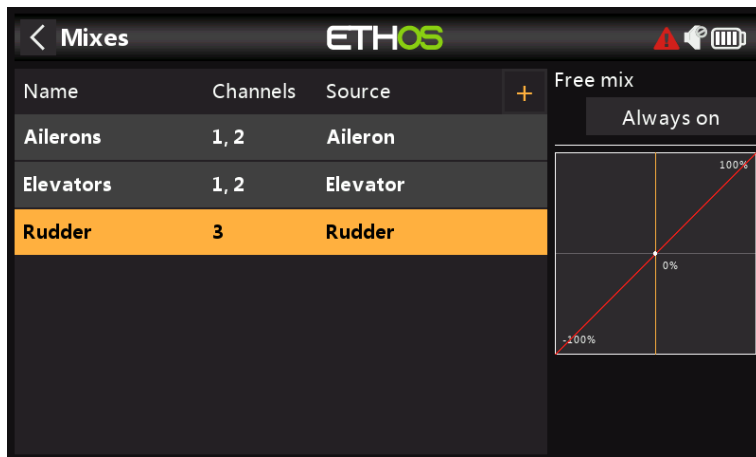 Mixes ETHOS
Name Channels Source +
Ailerons 1, 2 Aileron
Elevators 1, 2 Elevator
Rudder 3 Rudder
Free mix
Always on
100%
0%
-100%